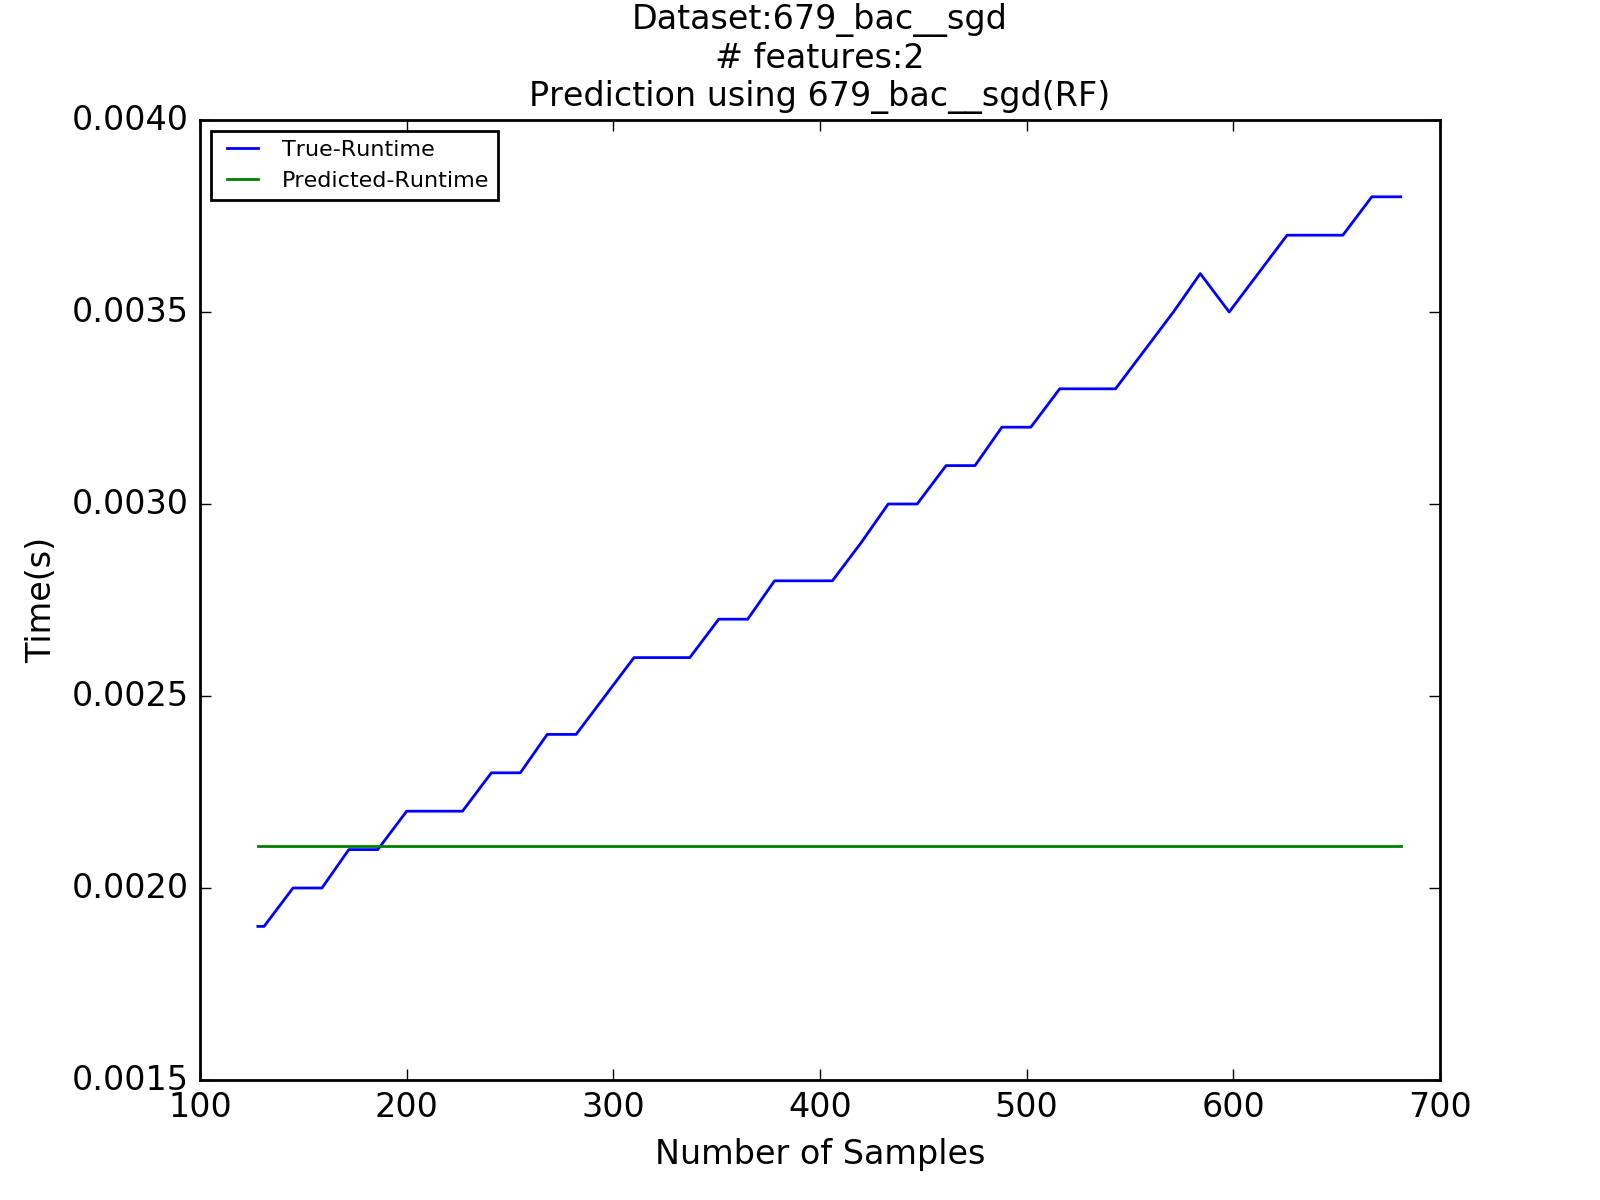 Dataset:679_bac__sgd
# features:2
Prediction using 679_bac__sgd(RF)
True-Runtime
Predicted-Runtime
0.0040
0.0035
0.0030
0.0025
0.0020
0.0015
Time(s)
100 200 300 400 500 600 700
Number of Samples